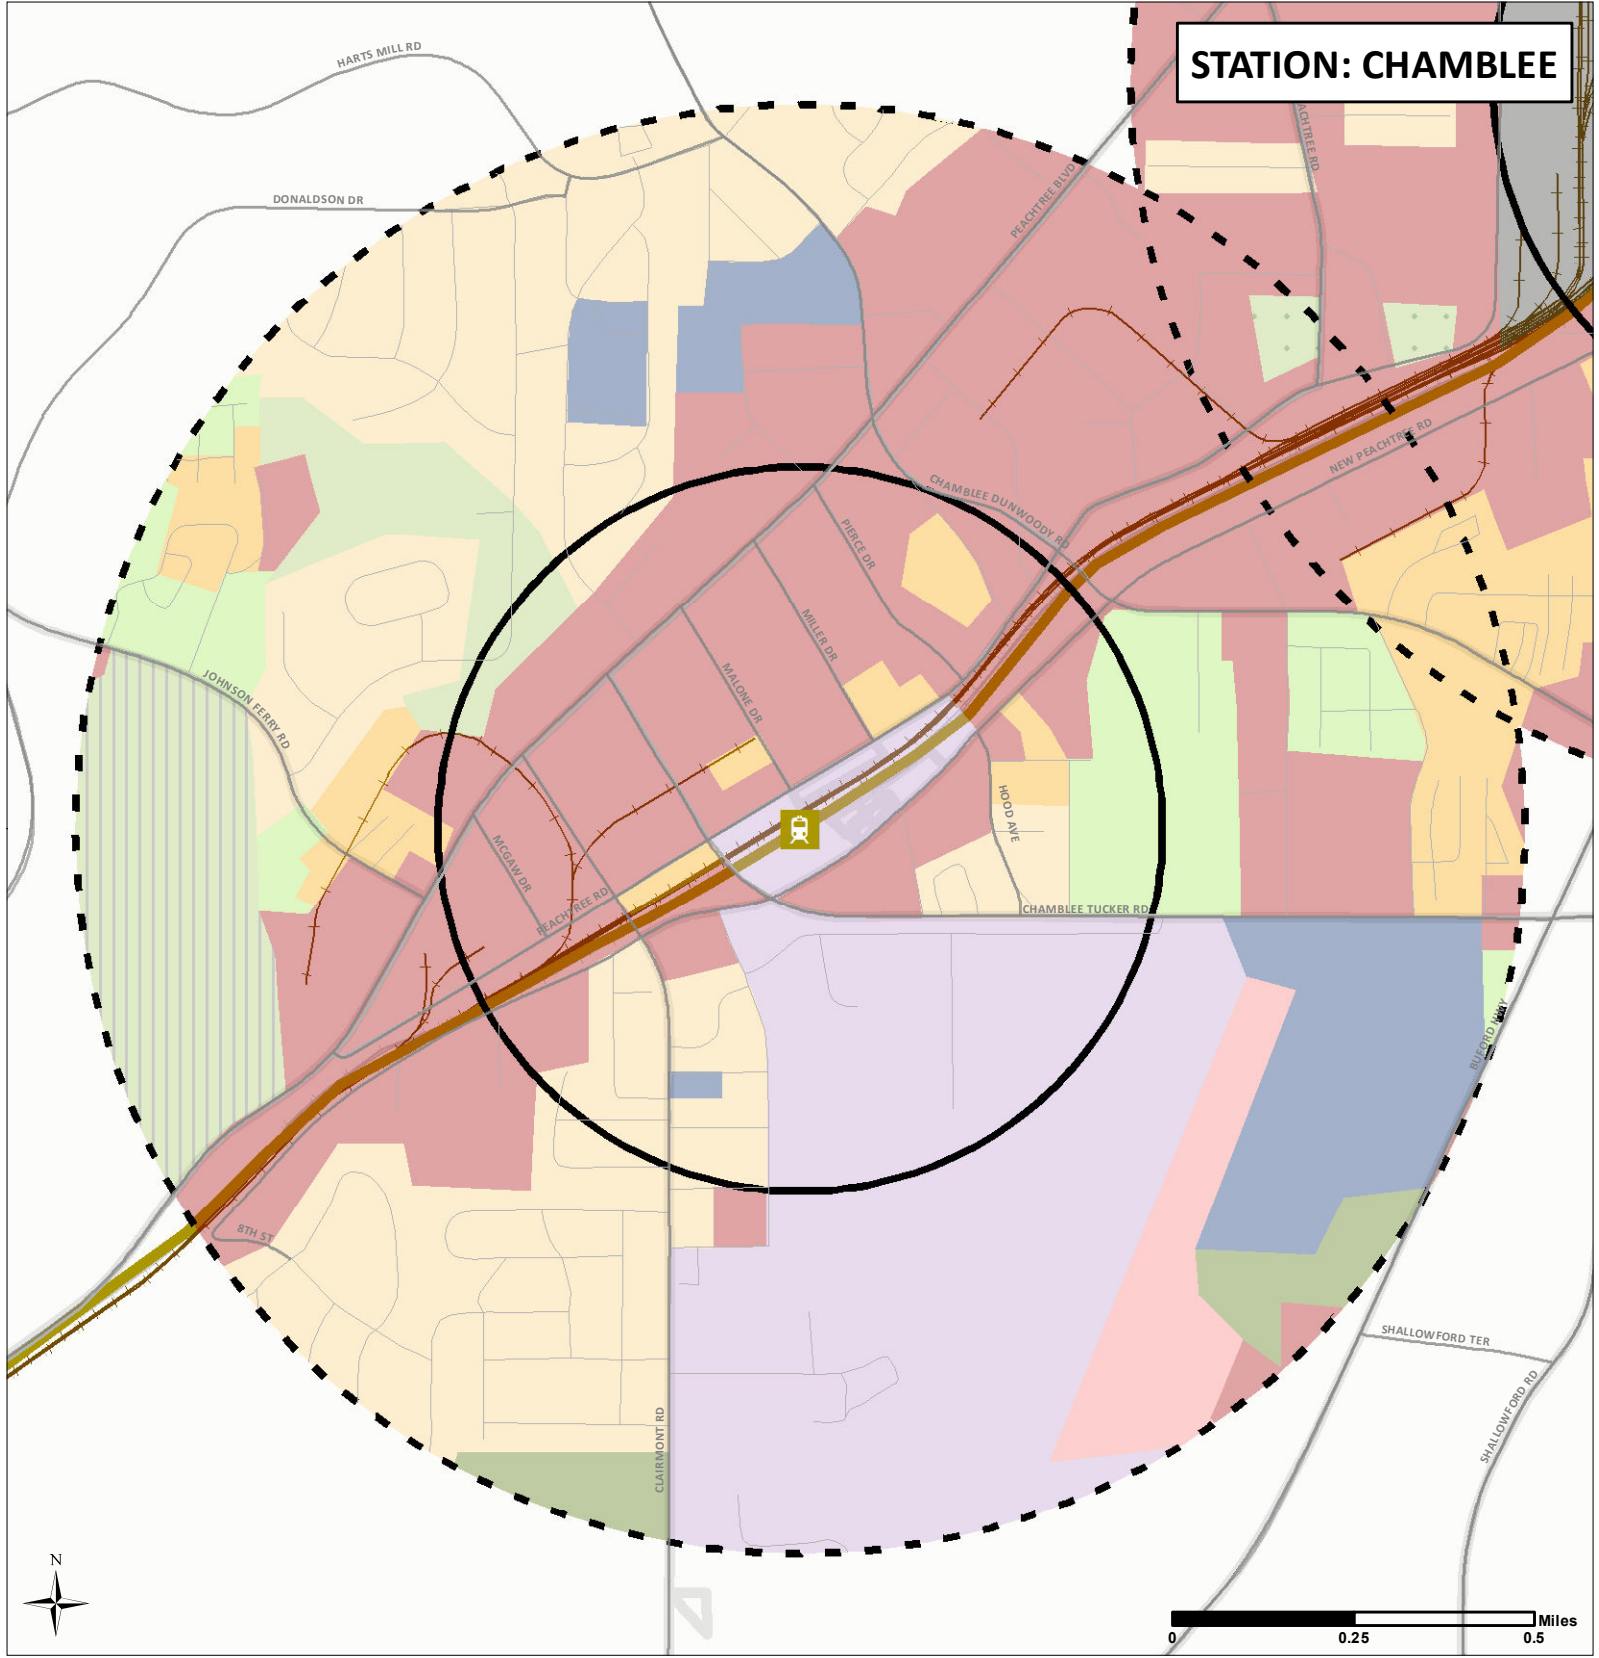 STATION: CHAMBLEE
HARTS MILL RD
ACHTREE RD
DONALDSON DR
PEACHTREE BLVD
NEW PEACHTREE RD
CHAMBLEE DUNWOODY RD
PIERCE DR
MILLER DR
MALONE DR
JOHNSON FERRY RD
HOOD AVE
MCGAW DR
PEACHTREE RD
CHAMBLEE TUCKER RD
BUFORD HWY
8TH ST
SHALLOWFORD TER
SHALLOWFORD RD
CLAIRMONT RD
N
Miles
0 0.25 0.5